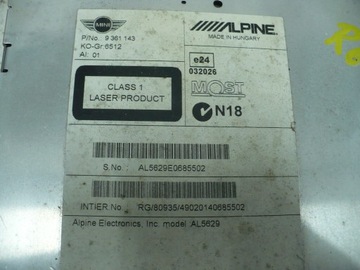 MINI
ALPINE
MADE IN HUNGARY
P/No. 9 361 143
KO-Gr 6512
AI: 01
e24
032026
CLASS 1
LASER PRODUCT
MOST
N18
S.No: AL5629E0685502
INTIER.No: RG/80935/49020140685502
Alpine Electronics, Inc. model AL5629